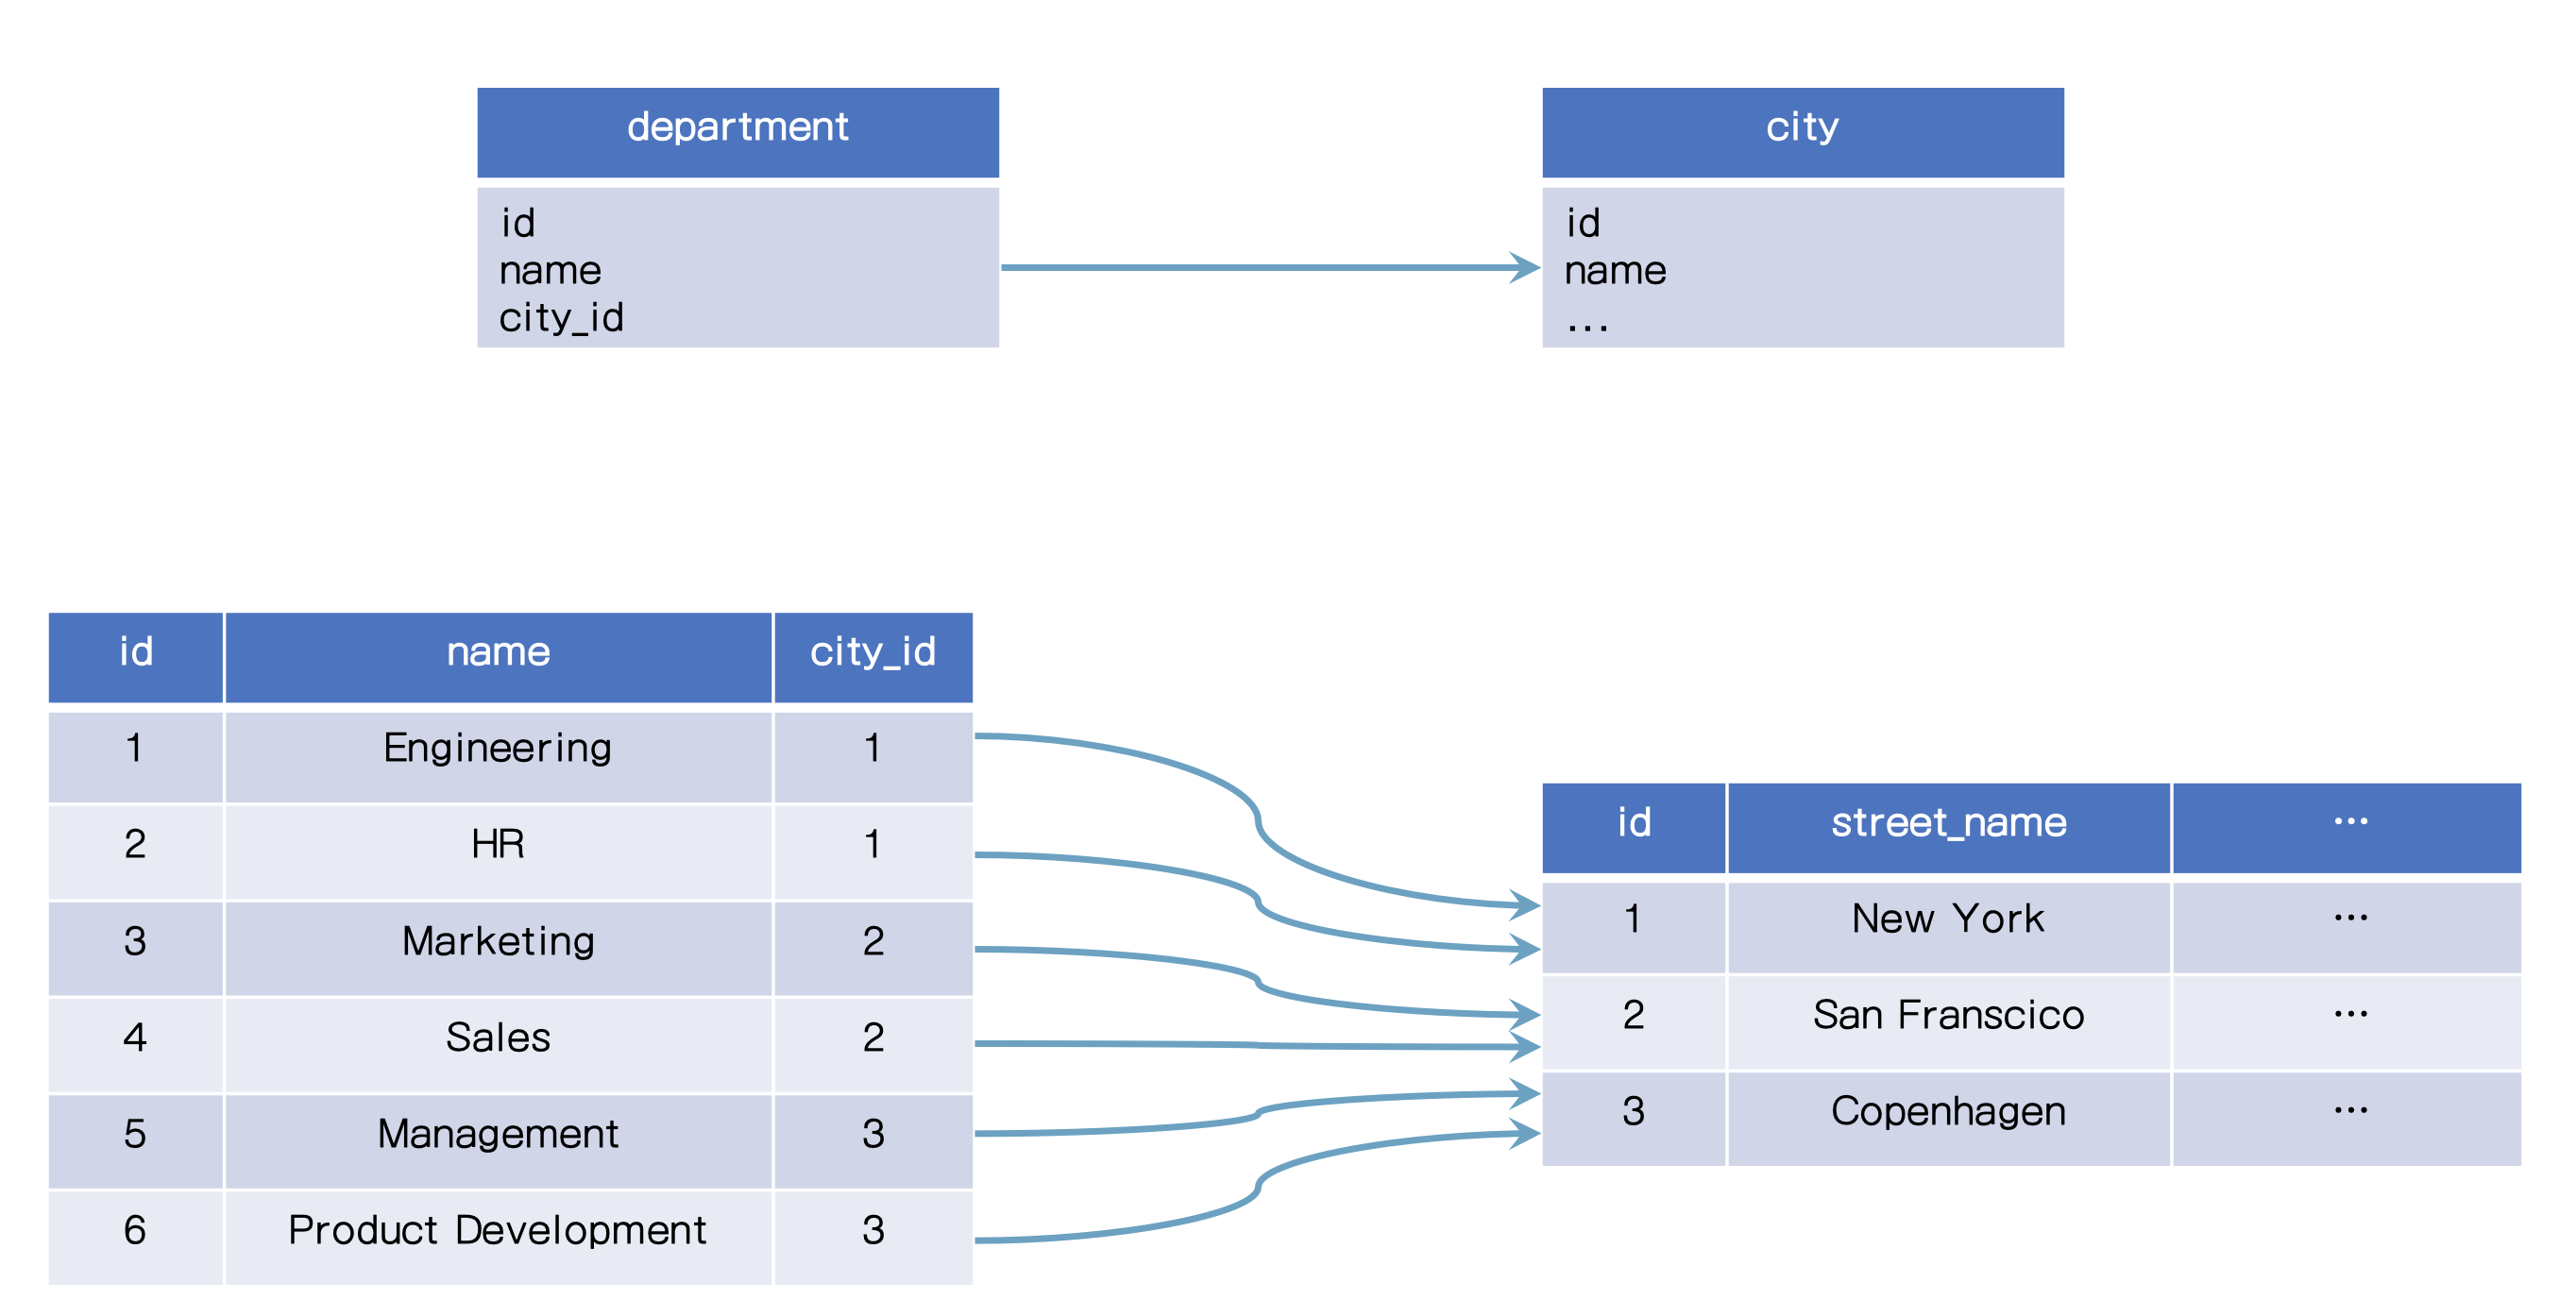 department
id
name
city_id
city
id
name
...
id name city_id
1 Engineering 1
2 HR 1
3 Marketing 2
4 Sales 2
5 Management 3
6 Product Development 3
id street_name ...
1 New York ...
2 San Franscico ...
3 Copenhagen ...